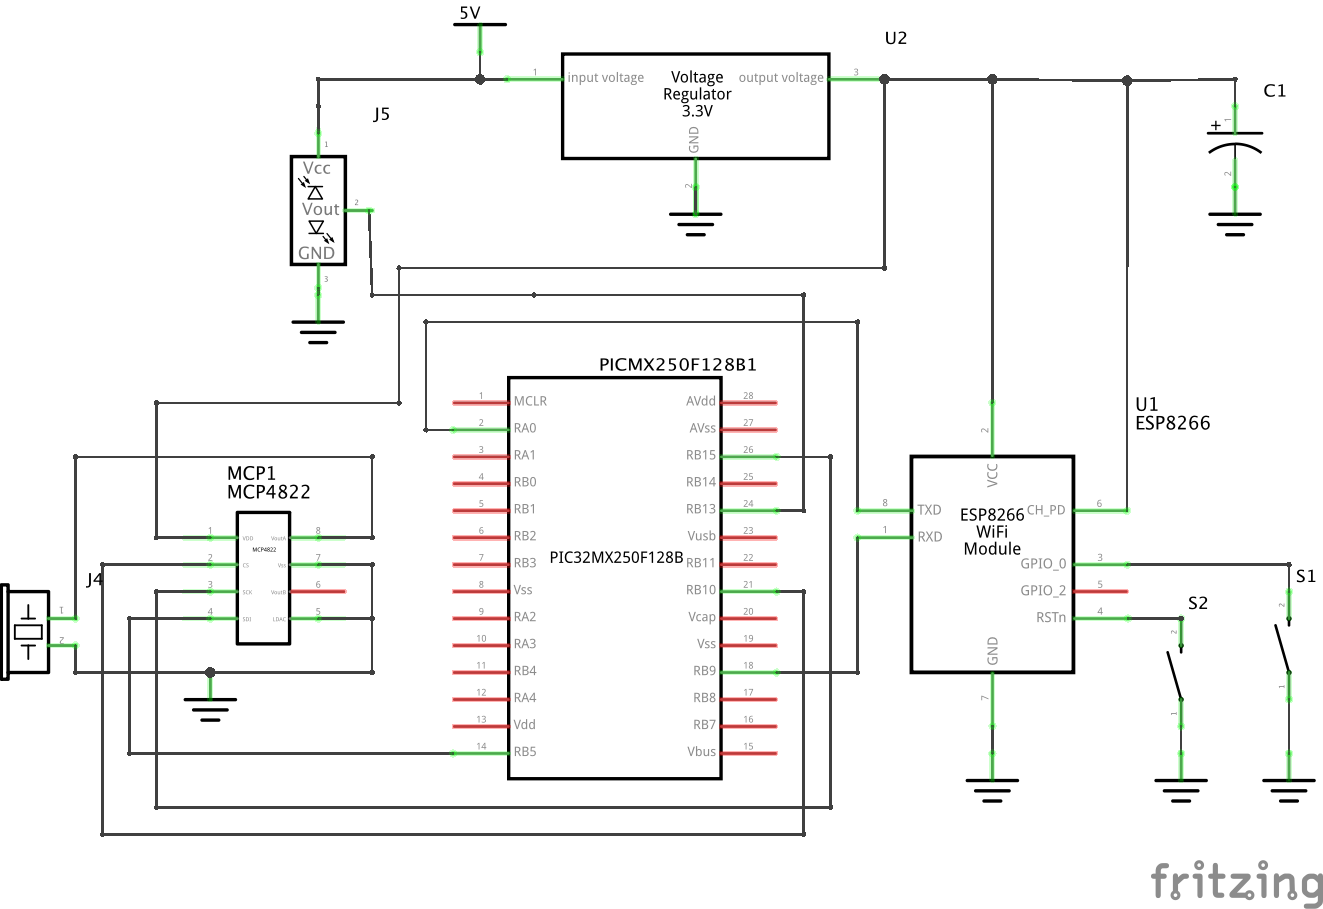 5V
U2
1
input voltage
Voltage
Regulator
3.3V
output voltage
3
GND
2
C1
+
1
2
J5
1
Vcc
Vout
2
GND
3
PICMX250F128B1
1
MCLR
AVdd
28
2
RA0
AVss
27
3
RA1
RB15
26
4
RB0
RB14
25
5
RB1
RB13
24
6
RB2
Vusb
23
7
RB3
PIC32MX250F128B
RB11
22
8
Vss
RB10
21
9
RA2
Vcap
20
10
RA3
Vss
19
11
RB4
RB9
18
12
RA4
RB8
17
13
Vdd
RB7
16
14
RB5
Vbus
15
MCP1
MCP4822
1
VDD
VoutA
8
MCP4822
2
CS
Vss
7
3
SCK
VoutB
6
4
SDI
LDAC
5
J4
1
2
U1
ESP8266
2
VCC
8
TXD
ESP8266
WiFi
Module
CH_PD
6
1
RXD
GPIO_0
3
GPIO_2
5
RSTn
4
GND
7
S2
2
1
S1
2
1
fritzing